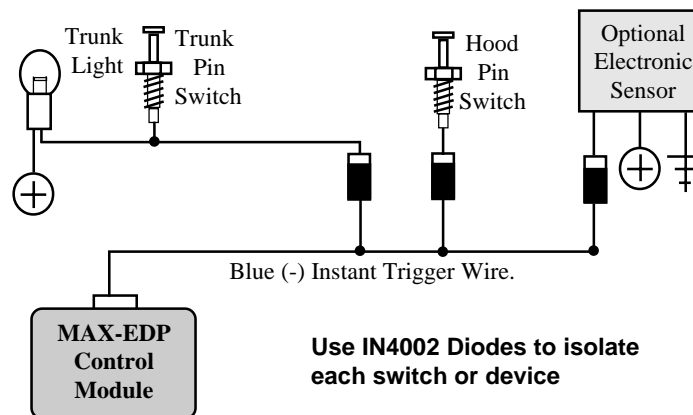 Trunk
Light
Trunk
Pin
Switch
Hood
Pin
Switch
Optional
Electronic
Sensor
Blue (-) Instant Trigger Wire.
MAX-EDP
Control
Module
Use IN4002 Diodes to isolate
each switch or device